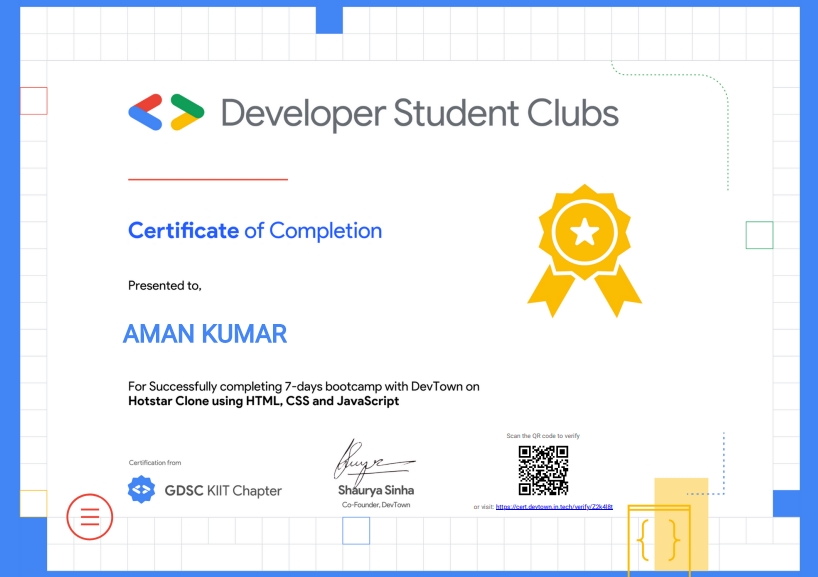 Developer Student Clubs
Certificate of Completion
Presented to,
AMAN KUMAR
For Successfully completing 7-days bootcamp with DevTown on
Hotstar Clone using HTML, CSS and JavaScript
Scan the QR code to verify
Certification from
GDSC KIIT Chapter
Shaurya Sinha
Co-Founder, DevTown
or visit: https://cert.devtown.in.tech/verify/Z2k4J8t